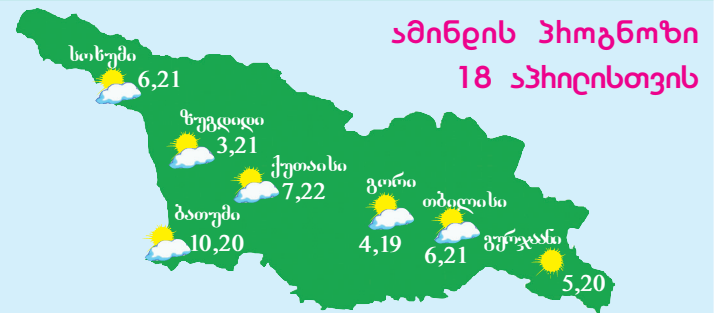 ამინდის პროგნოზი
18 აპრილისთვის
სოხუმი
6,21
ზუგდიდი
3,21
ქუთაისი
7,22
ბათუმი
10,20
გორი
4,19
თბილისი
6,21
გურჯაანი
5,20